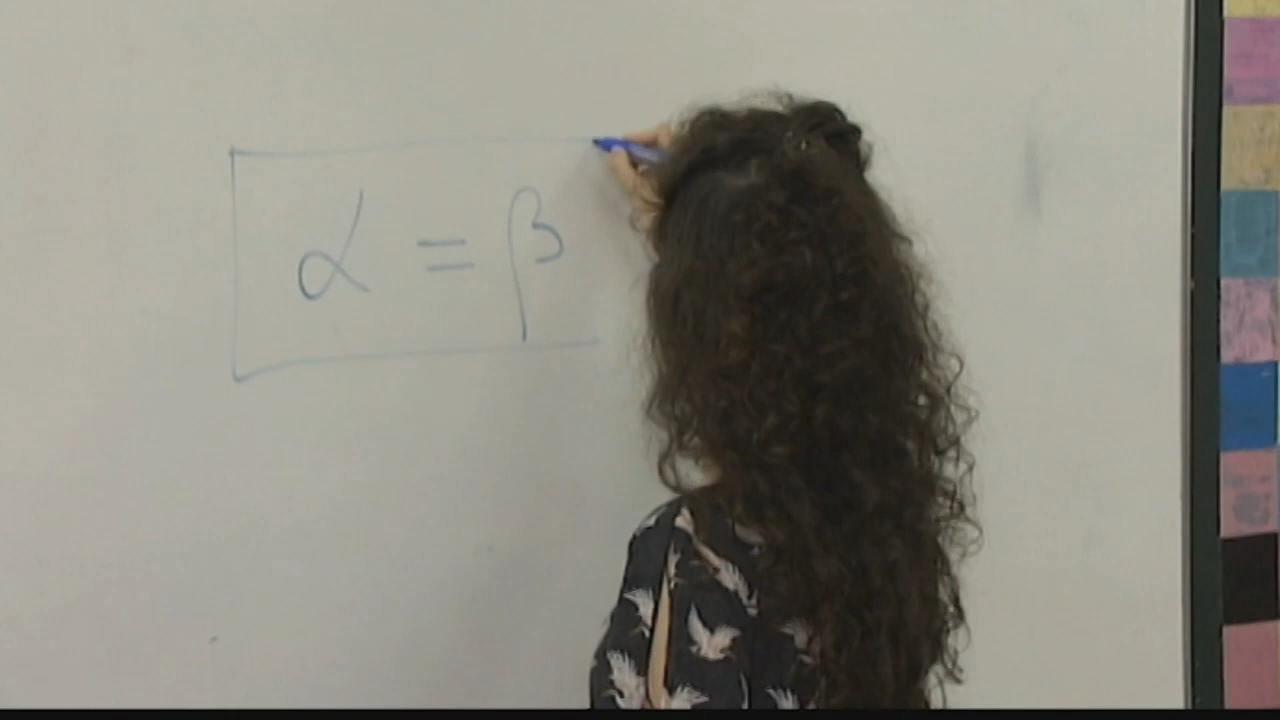 α = β